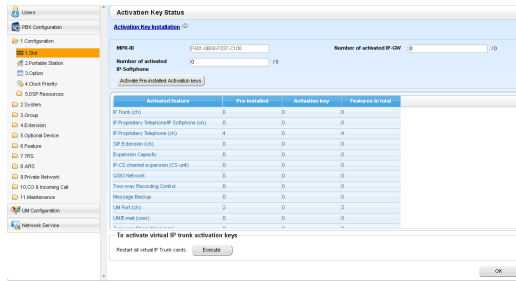 Users
PBX Configuration
1.Configuration
1.Slot
2.Portable Station
3.Option
4.Clock Priority
5.DSP Resources
2.System
3.Group
4.Extension
5.Optional Device
6.Feature
7.TRS
8.ARS
9.Private Network
10.CO & Incoming Call
11.Maintenance
UM Configuration
Network Service
Activation Key Status
Activation Key Installation
MPR-ID
Number of activated IP-GW 0 / 0
Number of activated IP-Softphone 0 / 0
Activate Pre-installed Activation keys
Activated feature Pre-installed Activation key Features in total
IP Trunk (ch) 0 0 0
IP Proprietary Telephone/IP Softphone (ch) 0 0 0
IP Proprietary Telephone (ch) 4 0 4
SIP Extension (ch) 0 0 0
Expansion Capacity 0 0 0
IP-CS channel expansion (CS unit) 0 0 0
QSIG Network 0 0 0
Two-way Recording Control 0 0 0
Message Backup 0 0 0
UM Port (ch) 2 0 2
UM/E-mail (user) 0 0 0
To activate virtual IP trunk activation keys
Restart all virtual IP Trunk cards. Execute
OK